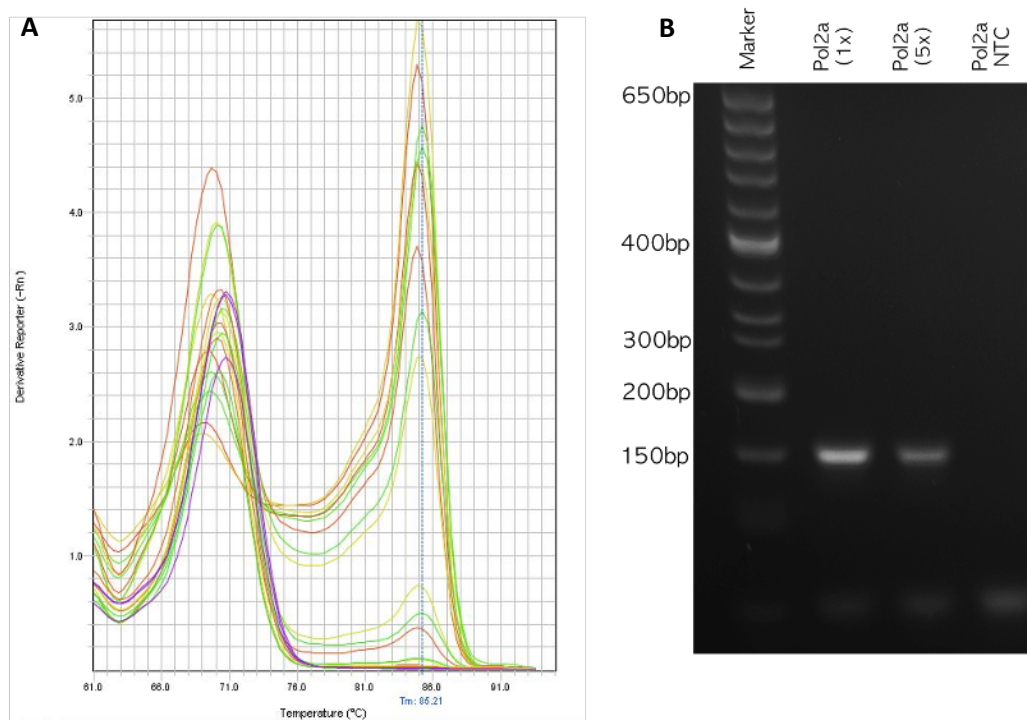 A
Derivative Reporter (-Rn)
5.0
4.0
3.0
2.0
1.0
61.0 66.0 71.0 76.0 81.0 86.0 91.0
Tm: 85.21
Temperature (°C)
B
Marker
Pol2a
(1x)
Pol2a
(5x)
Pol2a
NTC
650bp
400bp
300bp
200bp
150bp